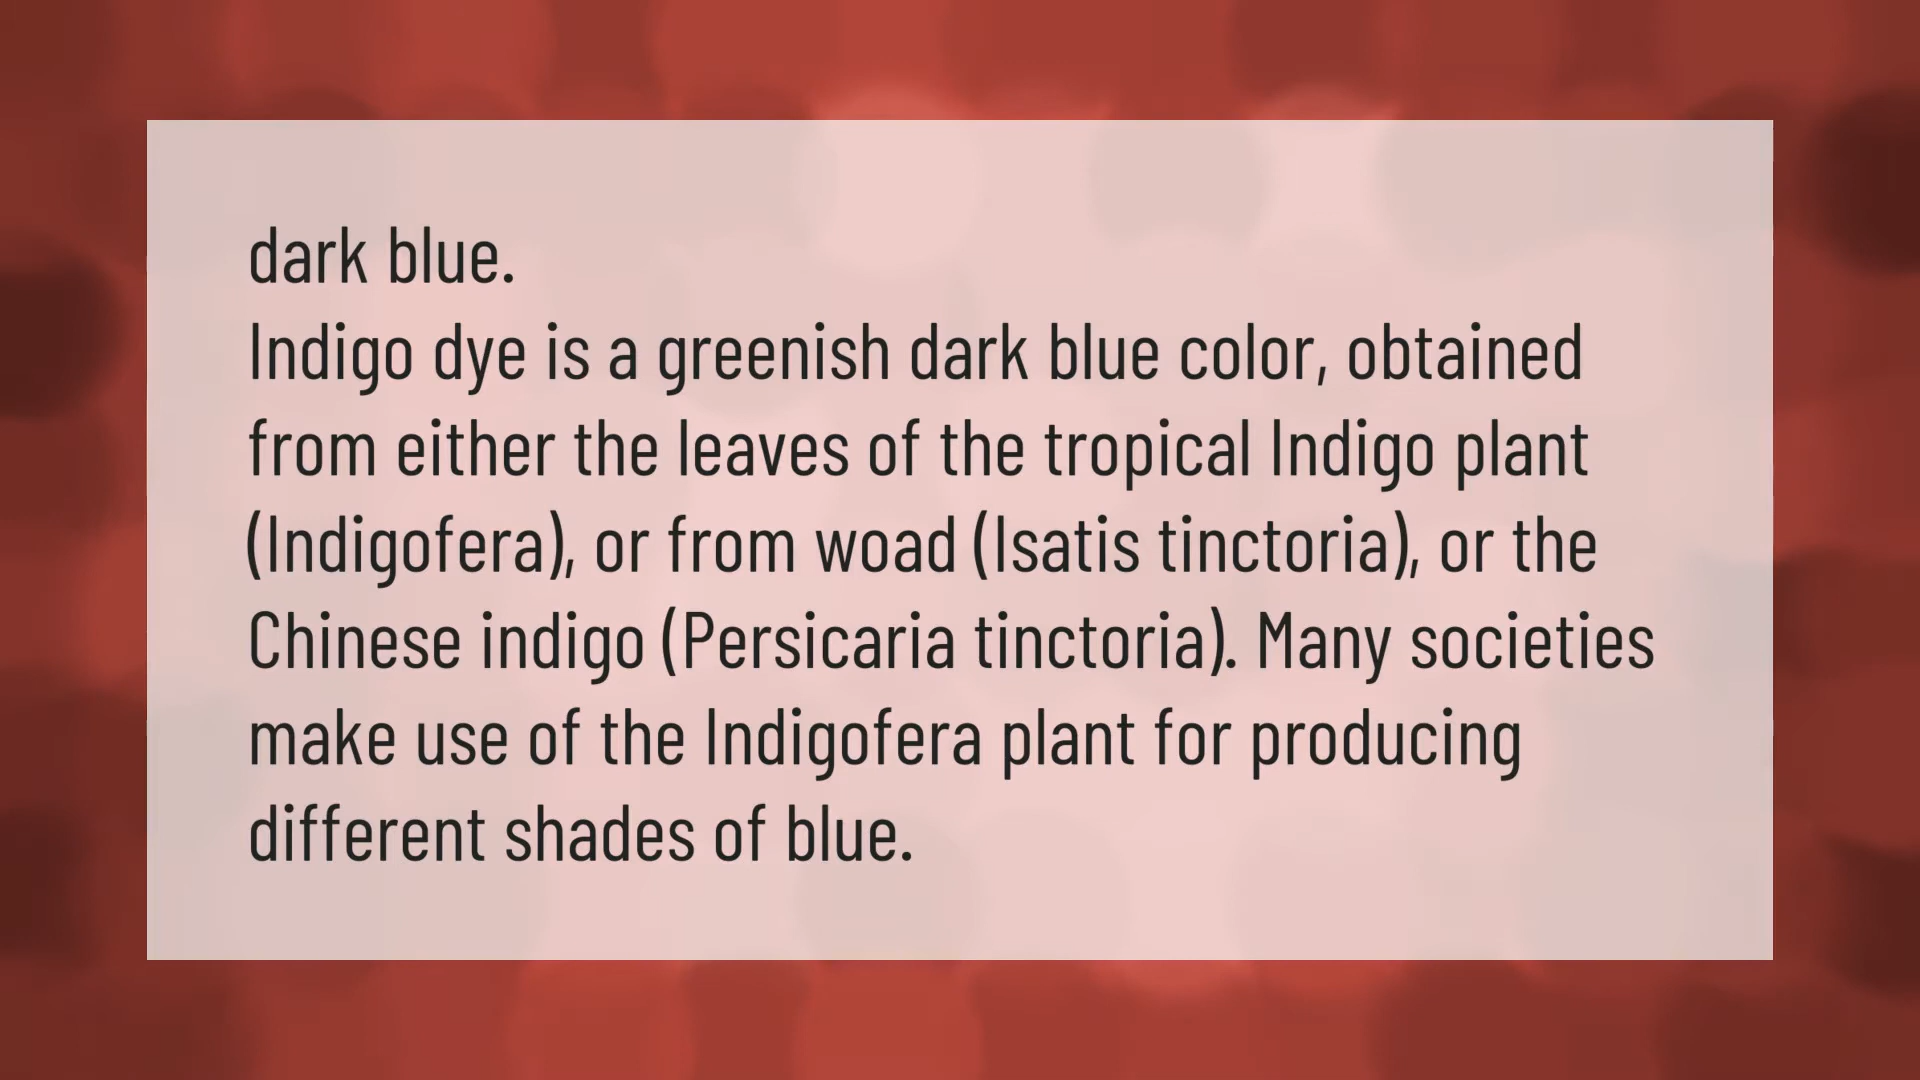 dark blue.
Indigo dye is a greenish dark blue color, obtained
from either the leaves of the tropical Indigo plant
(Indigofera), or from woad (Isatis tinctoria), or the
Chinese indigo (Persicaria tinctoria). Many societies
make use of the Indigofera plant for producing
different shades of blue.